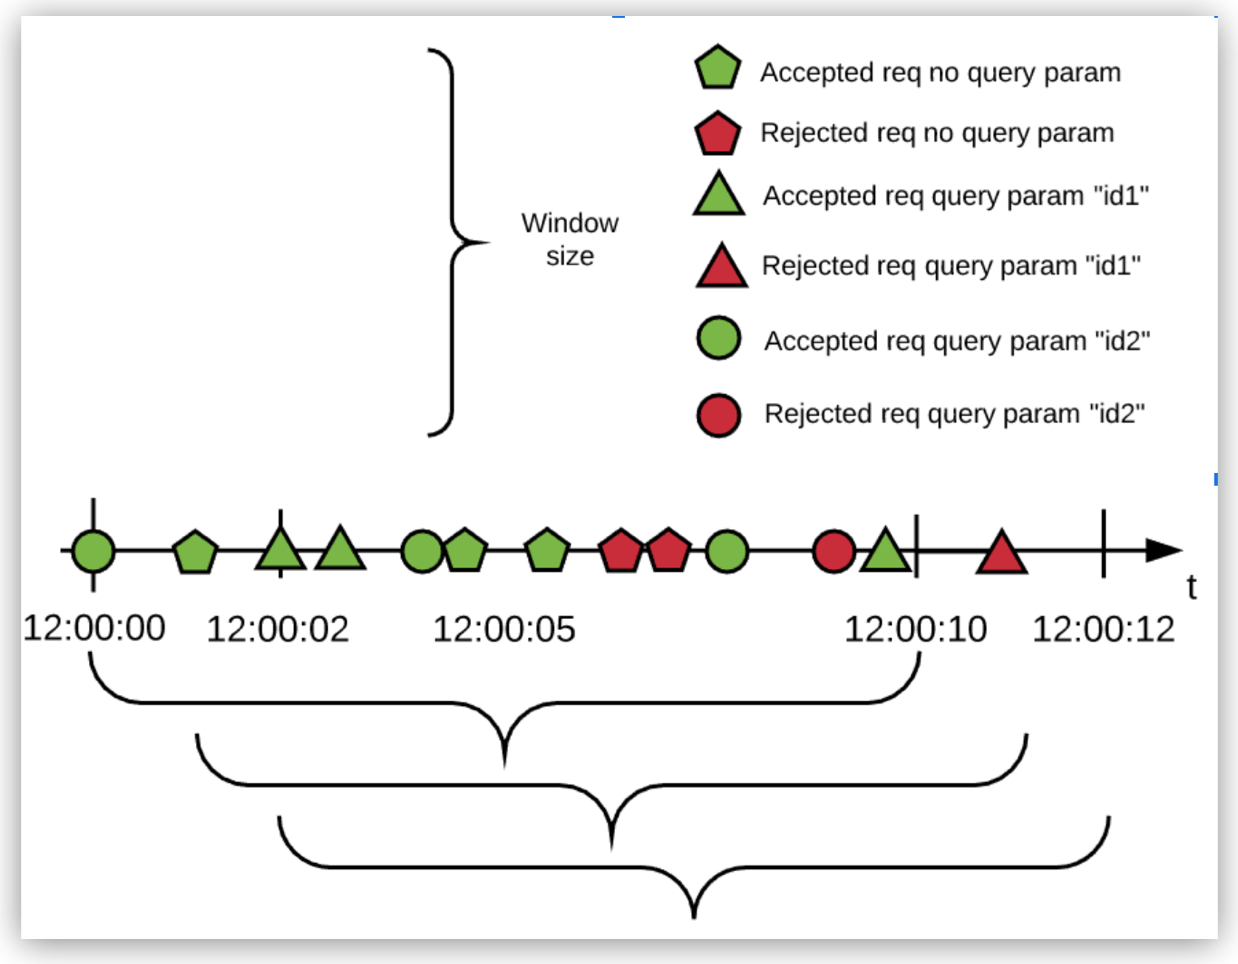 Accepted req no query param
Rejected req no query param
Accepted req query param "id1"
Window
size
Rejected req query param "id1"
Accepted req query param "id2"
Rejected req query param "id2"
t
12:00:00 12:00:02 12:00:05 12:00:10 12:00:12